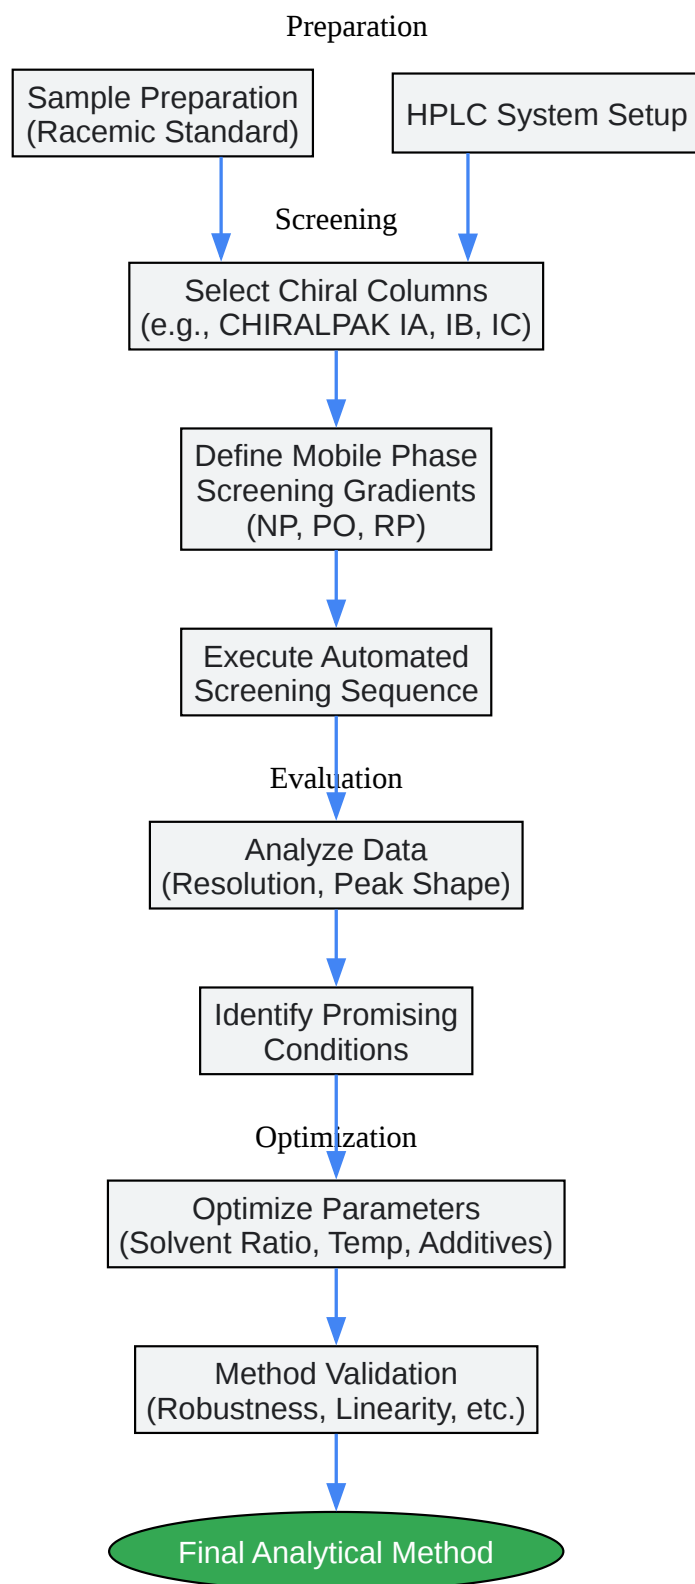 Preparation
Sample Preparation
(Racemic Standard)
HPLC System Setup
Screening
Select Chiral Columns
(e.g., CHIRALPAK IA, IB, IC)
Define Mobile Phase
Screening Gradients
(NP, PO, RP)
Execute Automated
Screening Sequence
Evaluation
Analyze Data
(Resolution, Peak Shape)
Identify Promising
Conditions
Optimization
Optimize Parameters
(Solvent Ratio, Temp, Additives)
Method Validation
(Robustness, Linearity, etc.)
Final Analytical Method